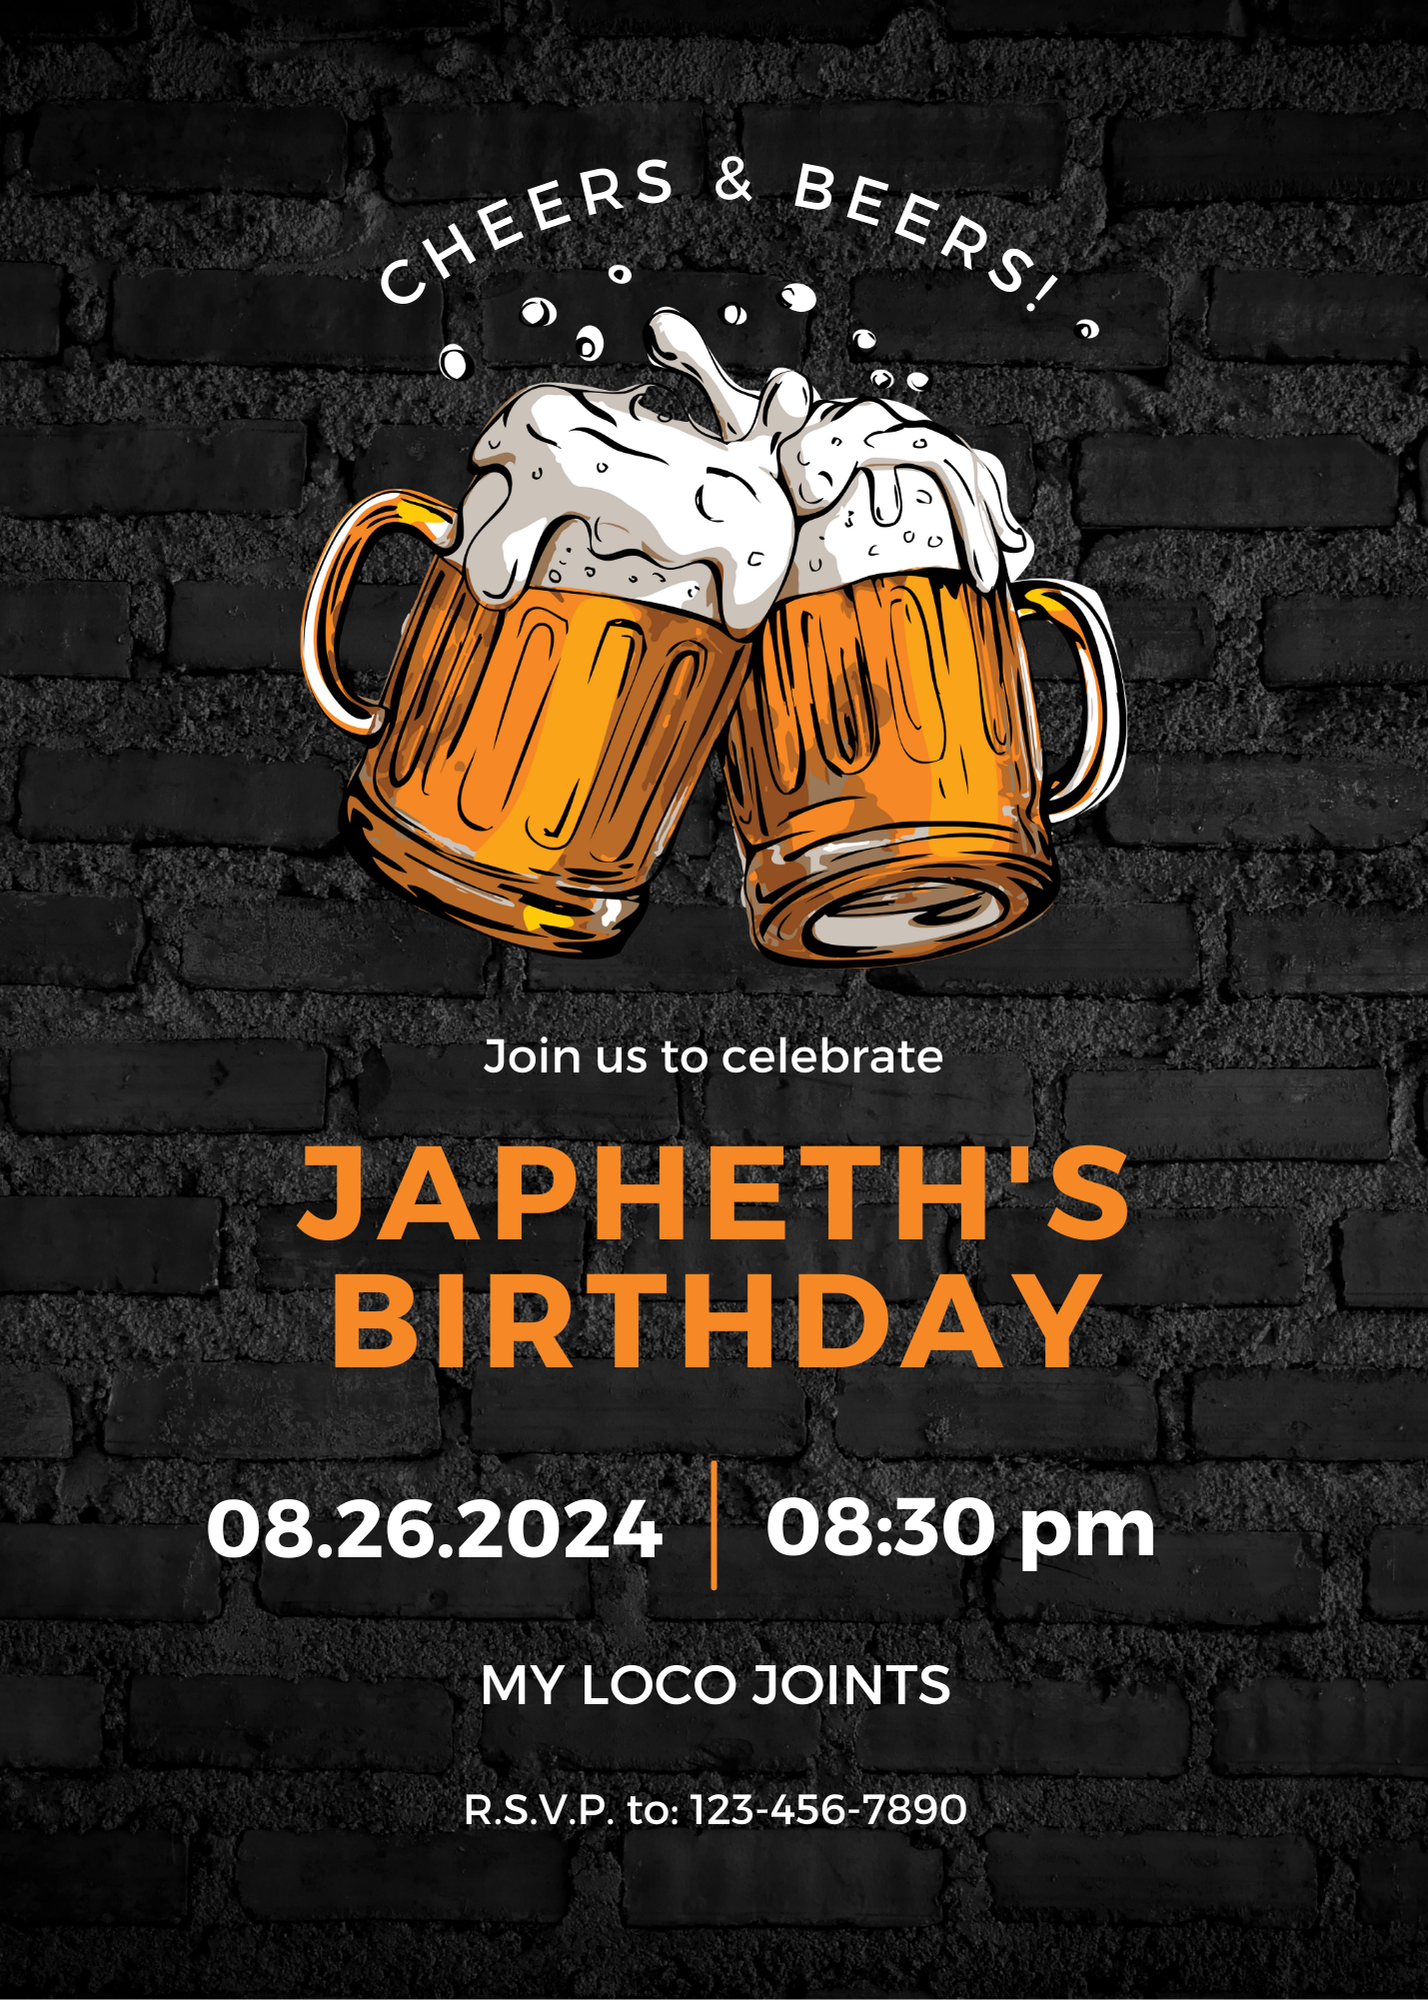 CHEERS & BEERS!
Join us to celebrate
JAPHETH'S
BIRTHDAY
08.26.2024 | 08:30 pm
MY LOCO JOINTS
R.S.V.P. to: 123-456-7890